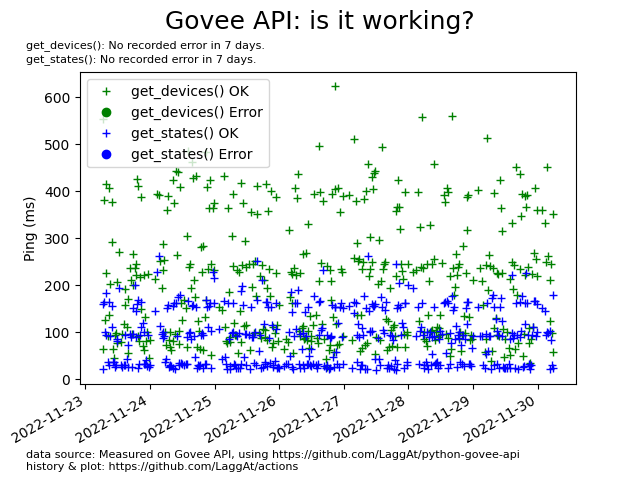 Govee API: is it working?
get_devices(): No recorded error in 7 days.
get_states(): No recorded error in 7 days.
get_devices() OK
get_devices() Error
get_states() OK
get_states() Error
Ping (ms)
600
500
400
300
200
100
0
2022-11-23
2022-11-24
2022-11-25
2022-11-26
2022-11-27
2022-11-28
2022-11-29
2022-11-30
data source: Measured on Govee API, using https://github.com/LaggAt/python-govee-api
history & plot: https://github.com/LaggAt/actions